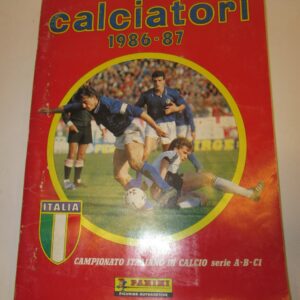 calciatori
1986-87
ITALIA
CAMPIONATO ITALIANO DI CALCIO serie A-B-C1
PANINI